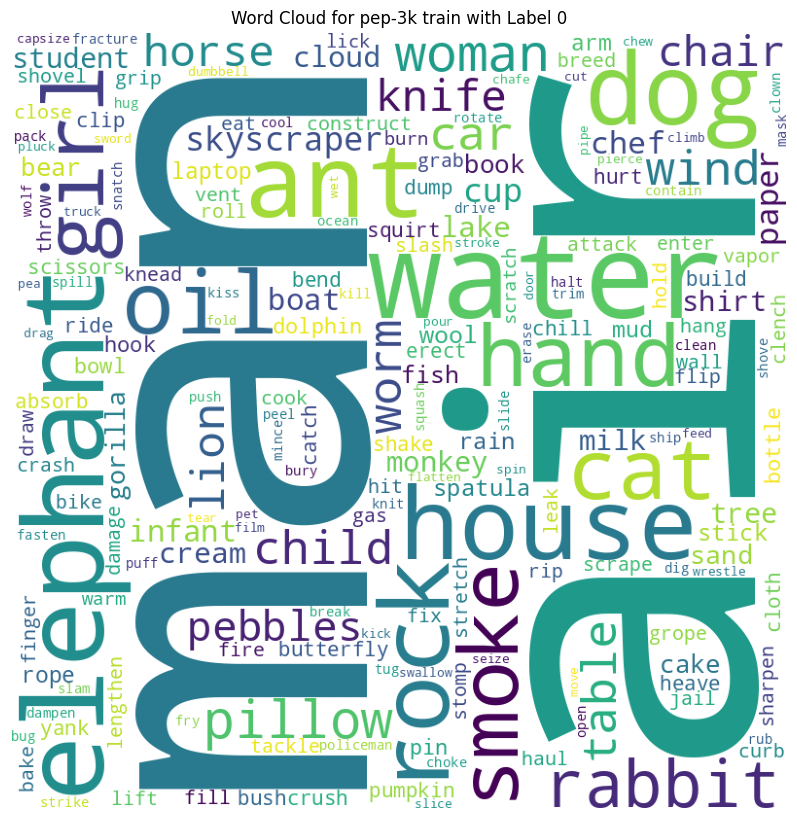 Word Cloud for pep-3k train with Label 0
capsize
fracture
student
horse
lick
cloud
woman
arm
breed
chew
chair
shovel
grip
dumbbell
hug
close
clip
girl
man
knife
chafe
cut
dog
clown
air
pack
pluck
sword
eat
cool
construct
burn
rotate
car
pipe
chef
climb
mask
skyscraper
bear
laptop
ant
grab
book
pierce
hurt
wind
paper
wolf
throw
snatch
vent
wet
dump
cup
contain
truck
roll
ocean
drive
squirt
lake
slash
stroke
attack
enter
vapor
scissors
knead
water
scratch
door
halt
trim
hold
build
shirt
pea
spill
oil
kiss
bend
boat
kill
elephant
drag
ride
fold
dolphin
pour
wool
erect
erase
chill
mud
hang
clean
wall
clench
hook
bowl
worm
hand
fish
flip
shove
absorb
push
cook
lion
peel
mince
catch
bury
squash
slide
draw
gorilla
shake
rain
milk
ship
feed
bottle
crash
monkey
flatten
spin
cat
bike
hit
spatula
leak
tree
stick
fasten
damage
infant
tear
pet
film
knit
gas
house
sand
puff
cream
child
rock
stretch
rip
scrape
dig
wrestle
cloth
warm
smoke
finger
pebbles
break
kick
fix
grope
fire
butterfly
tug
stomp
seize
swallow
table
cake
heave
jail
move
sharpen
rope
slam
lengthen
dampen
fry
pillow
open
bug
yank
tackle
policeman
pin
choke
haul
rub
curb
bake
strike
lift
fill
bush
crush
pumpkin
slice
rabbit